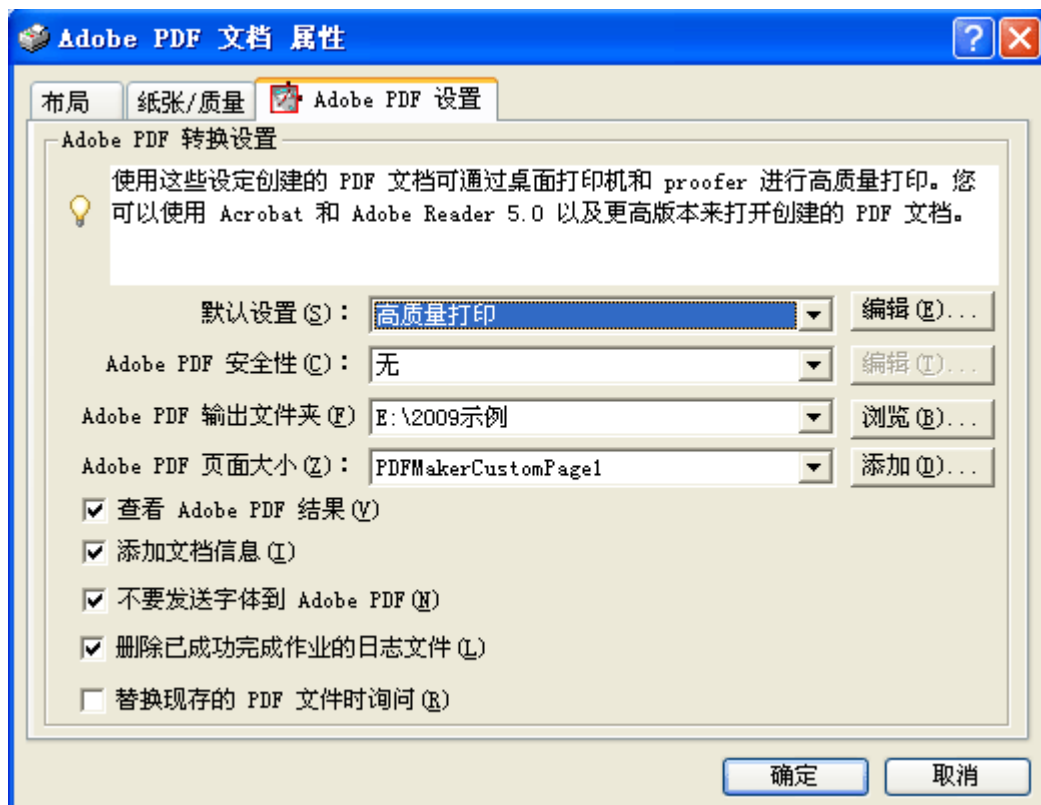 Adobe PDF 文档 属性
布局 纸张/质量 Adobe PDF 设置
Adobe PDF 转换设置
使用这些设定创建的 PDF 文档可通过桌面打印机和 proofer 进行高质量打印。您
可以使用 Acrobat 和 Adobe Reader 5.0 以及更高版本来打开创建的 PDF 文档。
默认设置(S): 高质量打印 编辑(E)...
Adobe PDF 安全性(C): 无 编辑(T)...
Adobe PDF 输出文件夹(F) E:\2009示例 浏览(B)...
Adobe PDF 页面大小(Z): PDFMakerCustomPage1 添加(D)...
查看 Adobe PDF 结果(V)
添加文档信息(I)
不要发送字体到 Adobe PDF(N)
删除已成功完成作业的日志文件(L)
替换现存的 PDF 文件时询问(R)
确定 取消